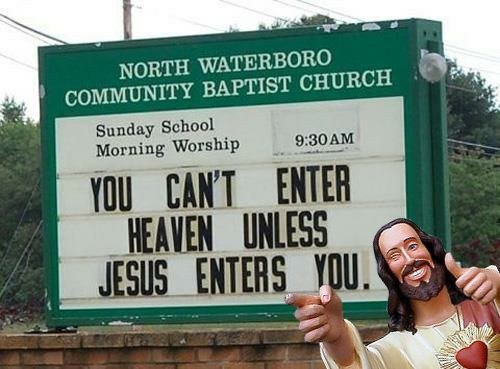 NORTH WATERBORO
COMMUNITY BAPTIST CHURCH
Sunday School
Morning Worship
9:30 AM
YOU CAN'T ENTER
HEAVEN UNLESS
JESUS ENTERS YOU.